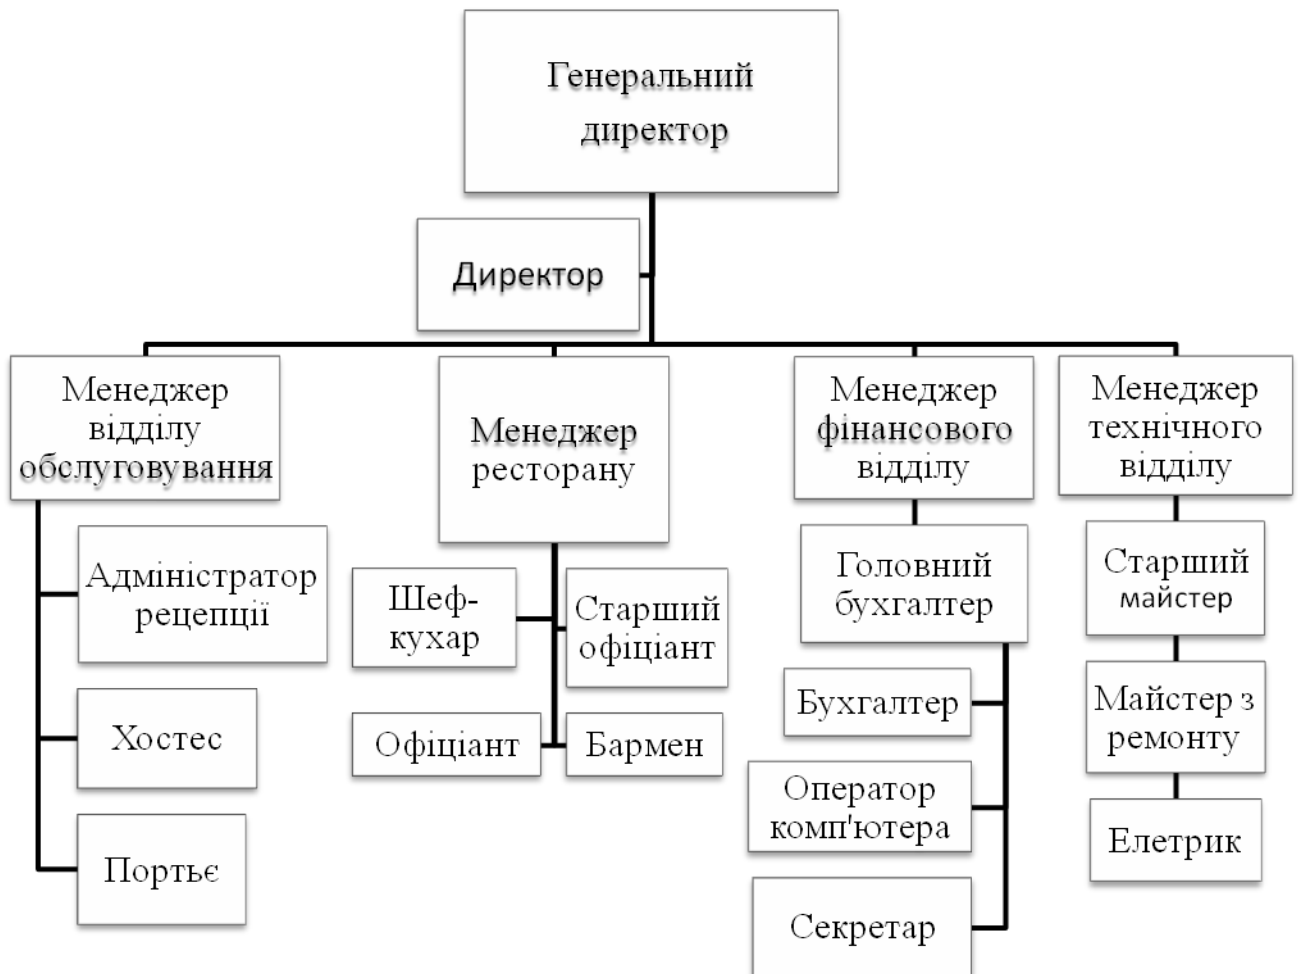 Генеральний
директор
Директор
Менеджер
відділу
обслуговування
Менеджер
ресторану
Менеджер
фінансового
відділу
Менеджер
технічного
відділу
Адміністратор
рецепції
Хостес
Портьє
Шеф-
кухар
Старший
офіціант
Офіціант
Бармен
Головний
бухгалтер
Бухгалтер
Оператор
комп'ютера
Секретар
Старший
майстер
Майстер з
ремонту
Елетрик